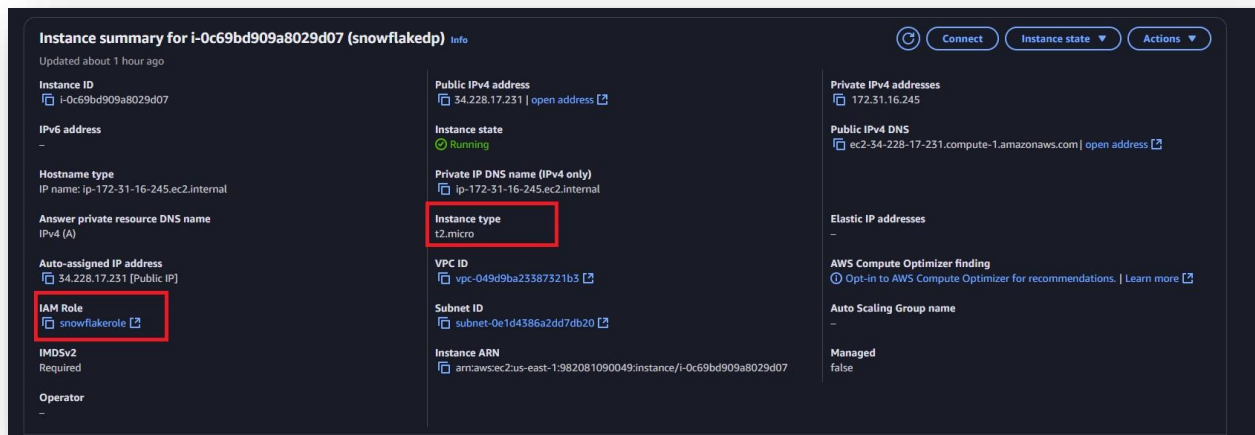 Instance summary for i-0c69bd909a8029d07 (snowflakedp) Info
Connect
Instance state
Actions
Updated about 1 hour ago
Instance ID
i-0c69bd909a8029d07
Public IPv4 address
34.228.17.231 | open address
Private IPv4 addresses
172.31.16.245
IPv6 address
–
Instance state
Running
Public IPv4 DNS
ec2-34-228-17-231.compute-1.amazonaws.com | open address
Hostname type
IP name: ip-172-31-16-245.ec2.internal
Private IP DNS name (IPv4 only)
ip-172-31-16-245.ec2.internal
Answer private resource DNS name
IPv4 (A)
Instance type
t2.micro
Elastic IP addresses
–
Auto-assigned IP address
34.228.17.231 [Public IP]
VPC ID
vpc-049d9ba23387321b3
AWS Compute Optimizer finding
Opt-in to AWS Compute Optimizer for recommendations. | Learn more
IAM Role
snowflakerole
Subnet ID
subnet-0e1d4386a2dd7db20
Auto Scaling Group name
–
IMDSv2
Required
Instance ARN
arn:aws:ec2:us-east-1:982081090049:instance/i-0c69bd909a8029d07
Managed
false
Operator
–